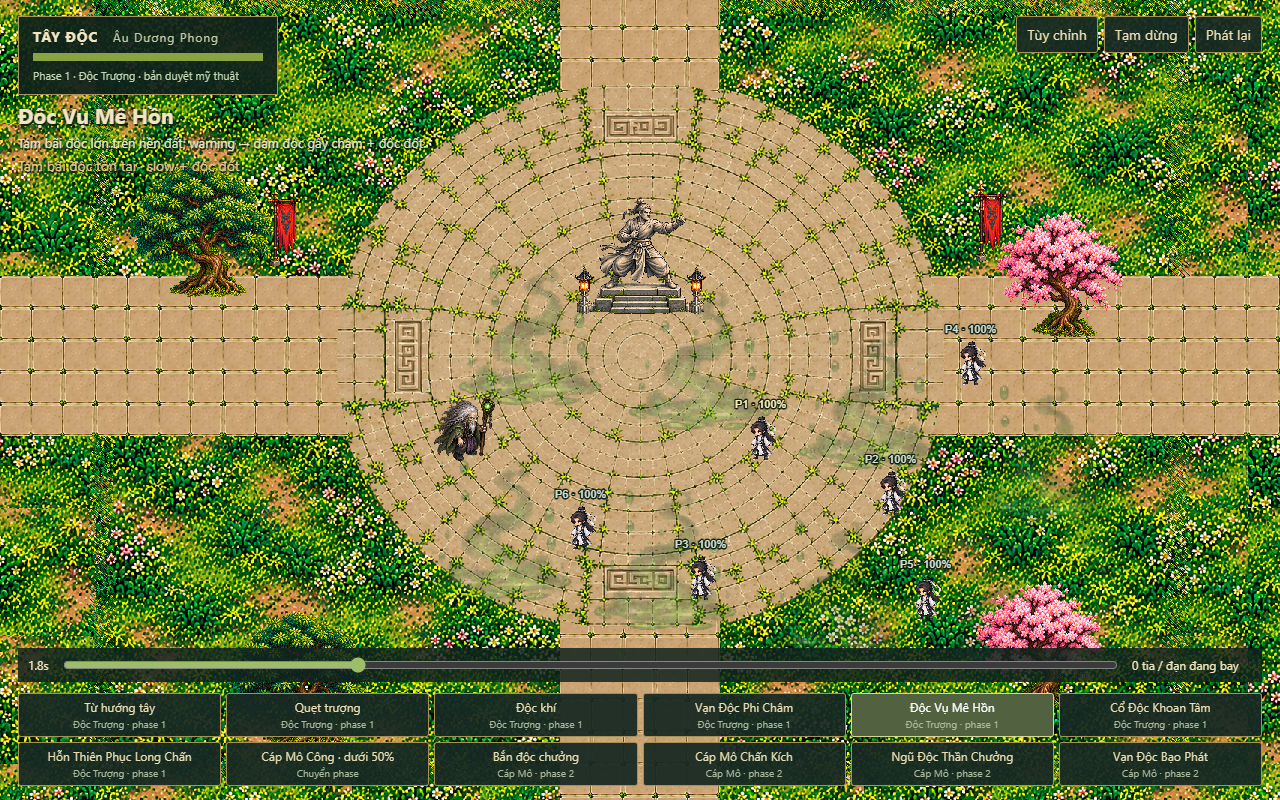 TÂY ĐỘC Âu Dương Phong
Phase 1 · Độc Trượng · bản duyệt mỹ thuật
Tùy chỉnh
Tạm dừng
Phát lại
Độc Vụ Mê Hồn
Tám bãi độc lớn trên nền đất; warning → đám độc gây chậm + độc dot.
Tám bãi độc tồn tại · slow + độc dot
P4 · 100%
P1 · 100%
P2 · 100%
P6 · 100%
P3 · 100%
P5 · 100%
1.8s
0 tia / đạn đang bay
Từ hướng tây
Độc Trượng · phase 1
Quẹt trượng
Độc Trượng · phase 1
Độc khí
Độc Trượng · phase 1
Vạn Độc Phi Châm
Độc Trượng · phase 1
Độc Vụ Mê Hồn
Độc Trượng · phase 1
Cổ Độc Khoan Tâm
Độc Trượng · phase 1
Hỗn Thiên Phục Long Chấn
Độc Trượng · phase 1
Cáp Mô Công · dưới 50%
Chuyển phase
Bắn độc chưởng
Cáp Mô · phase 2
Cáp Mô Chấn Kích
Cáp Mô · phase 2
Ngũ Độc Thần Chưởng
Cáp Mô · phase 2
Vạn Độc Bạo Phát
Cáp Mô · phase 2